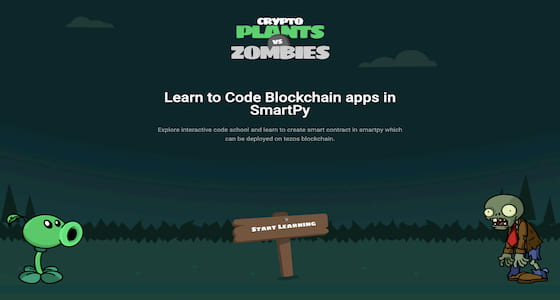 CRYPTO
PLANTS
VS
ZOMBIES
Learn to Code Blockchain apps in
SmartPy
Explore interactive code school and learn to create smart contract in smartpy which
can be deployed on tezos blockchain.
START LEARNING